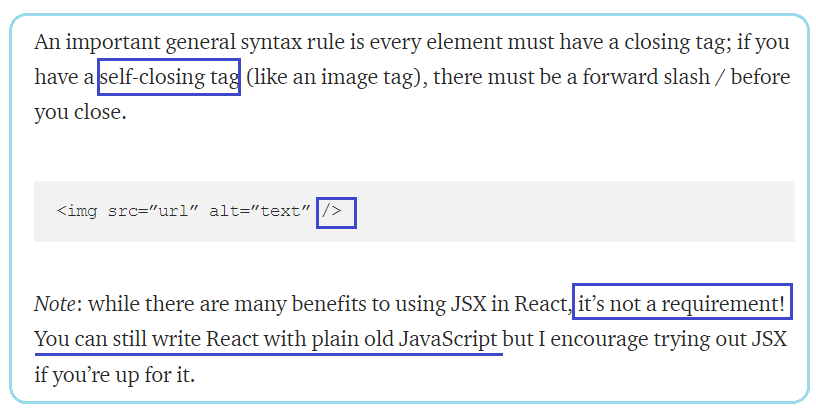 An important general syntax rule is every element must have a closing tag; if you
have a self-closing tag (like an image tag), there must be a forward slash / before
you close.
<img src=”url” alt=”text” />
Note: while there are many benefits to using JSX in React, it’s not a requirement!
You can still write React with plain old JavaScript but I encourage trying out JSX
if you’re up for it.